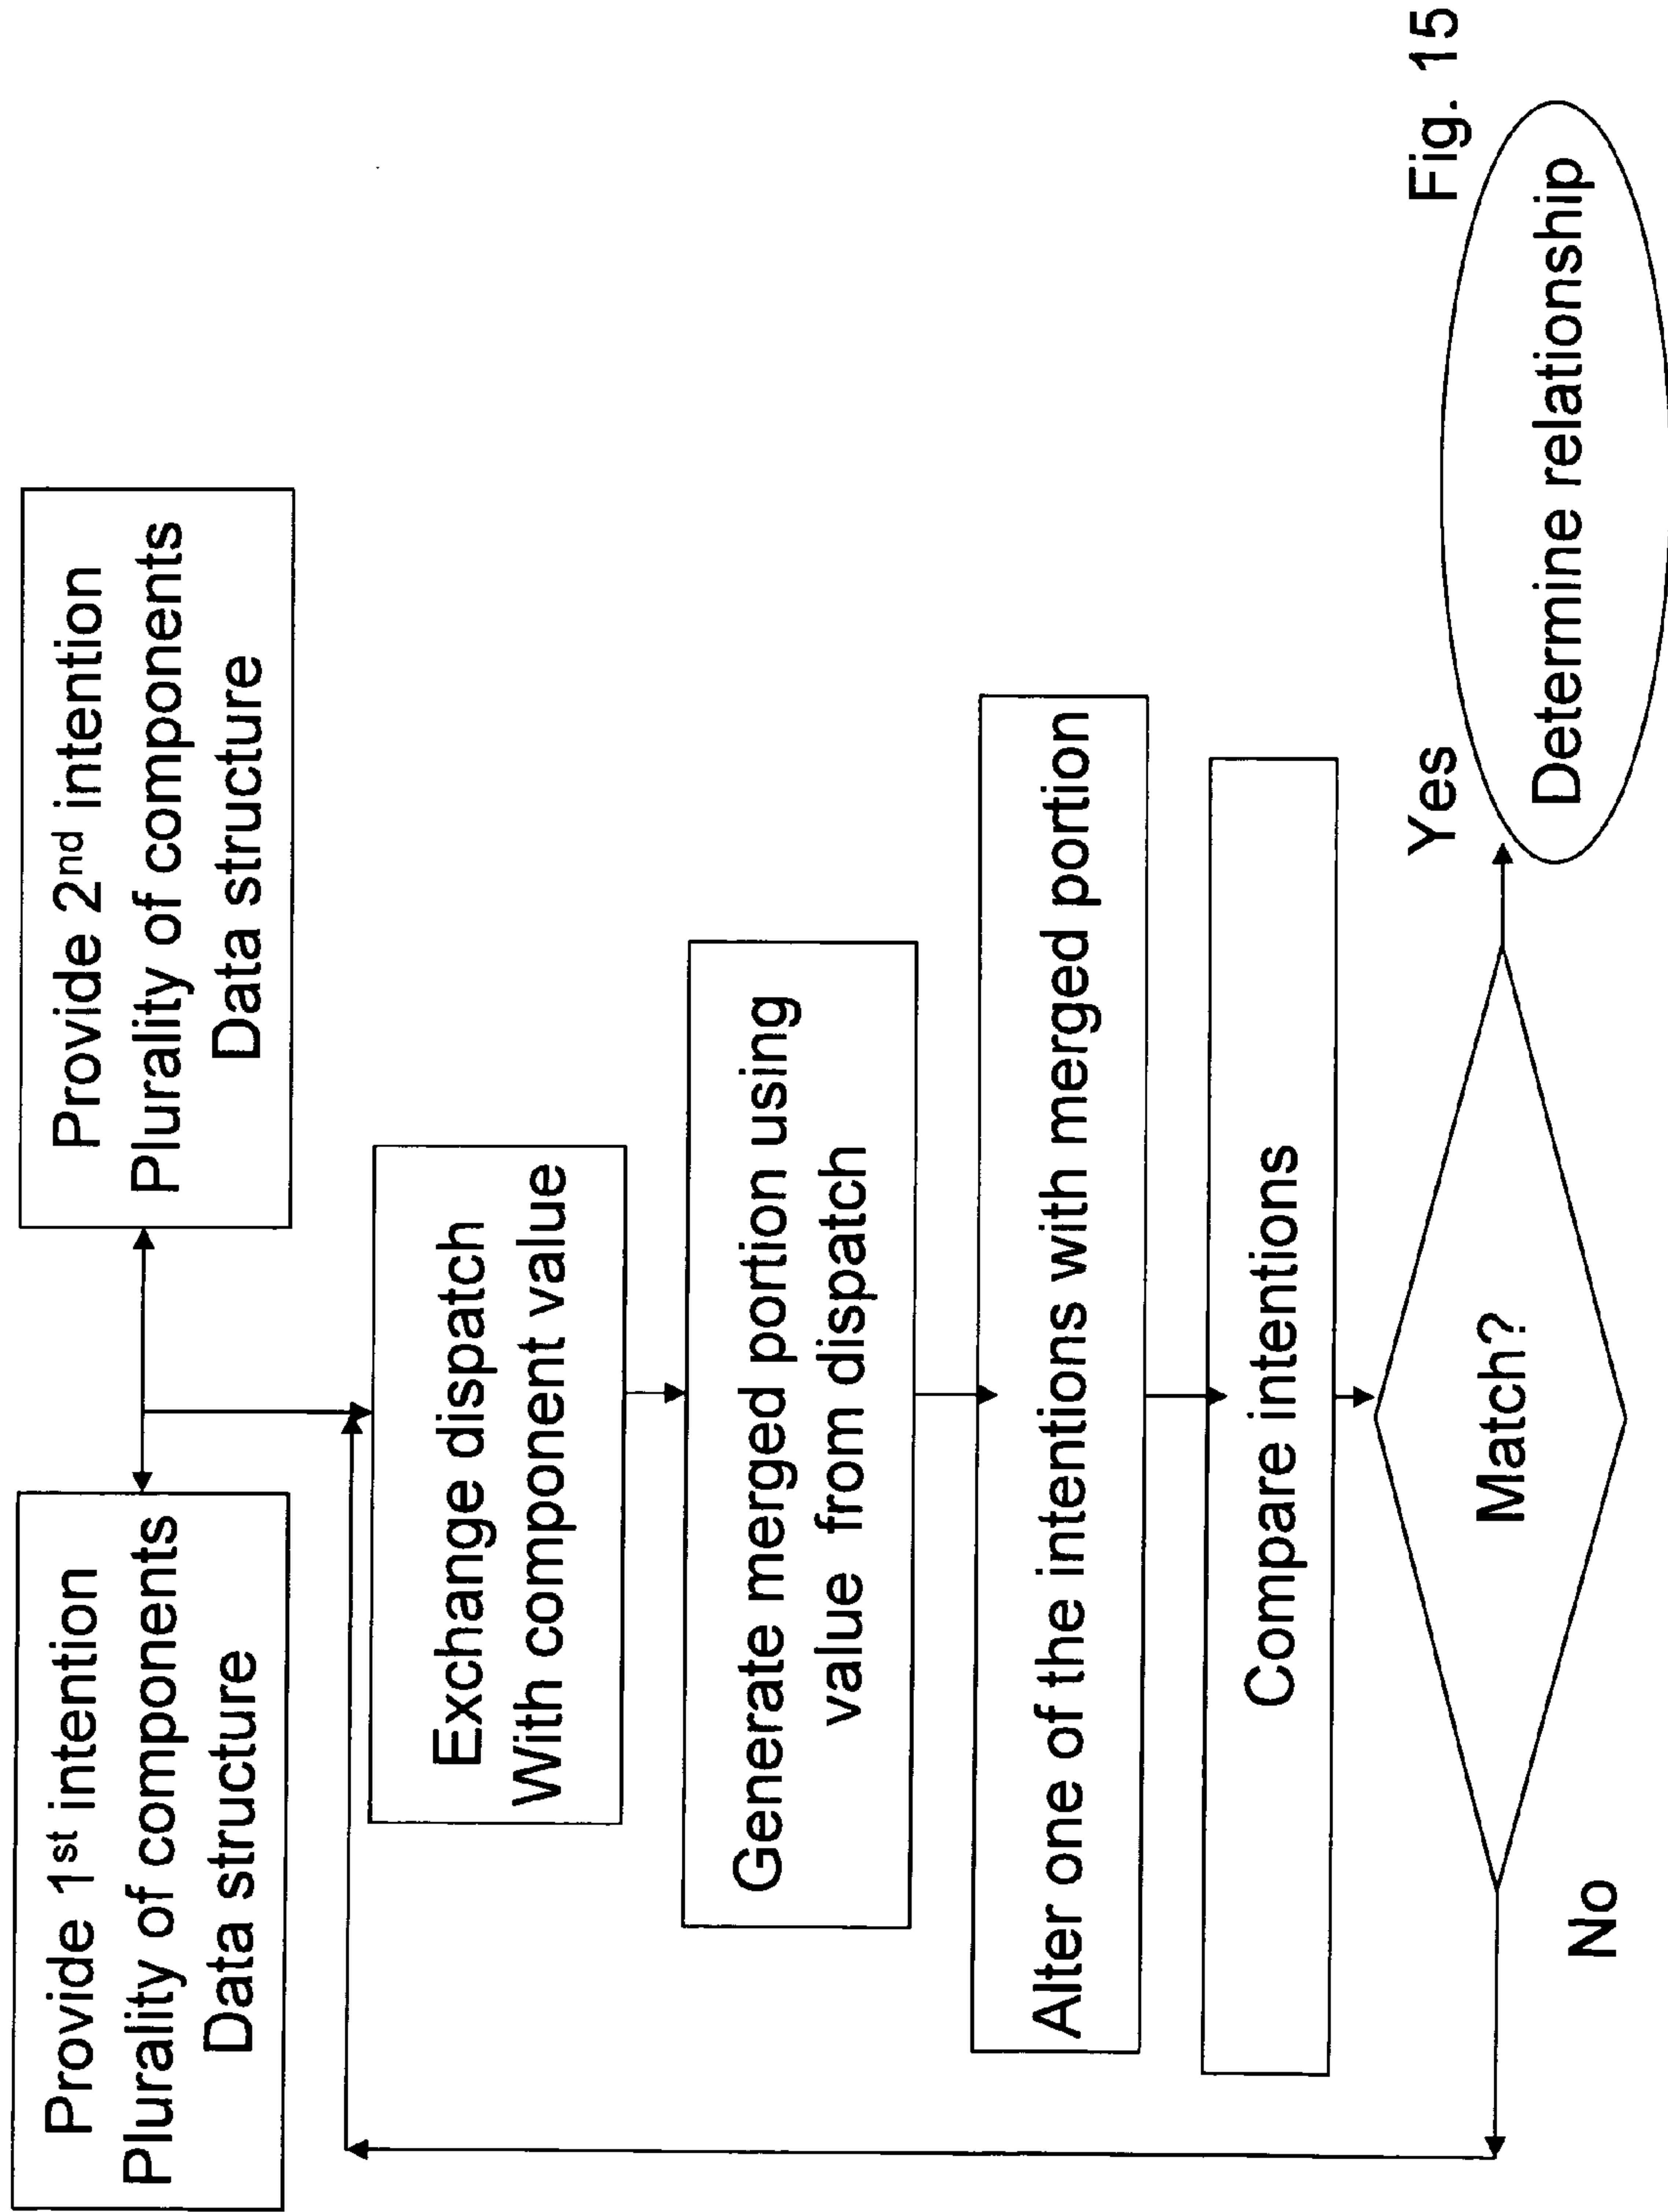 Provide 1st intention
Plurality of components
Data structure
Provide 2nd intention
Plurality of components
Data structure
Exchange dispatch
With component value
Generate merged portion using
value from dispatch
Alter one of the intentions with merged portion
Compare intentions
Match?
No
Yes
Determine relationship
Fig. 15